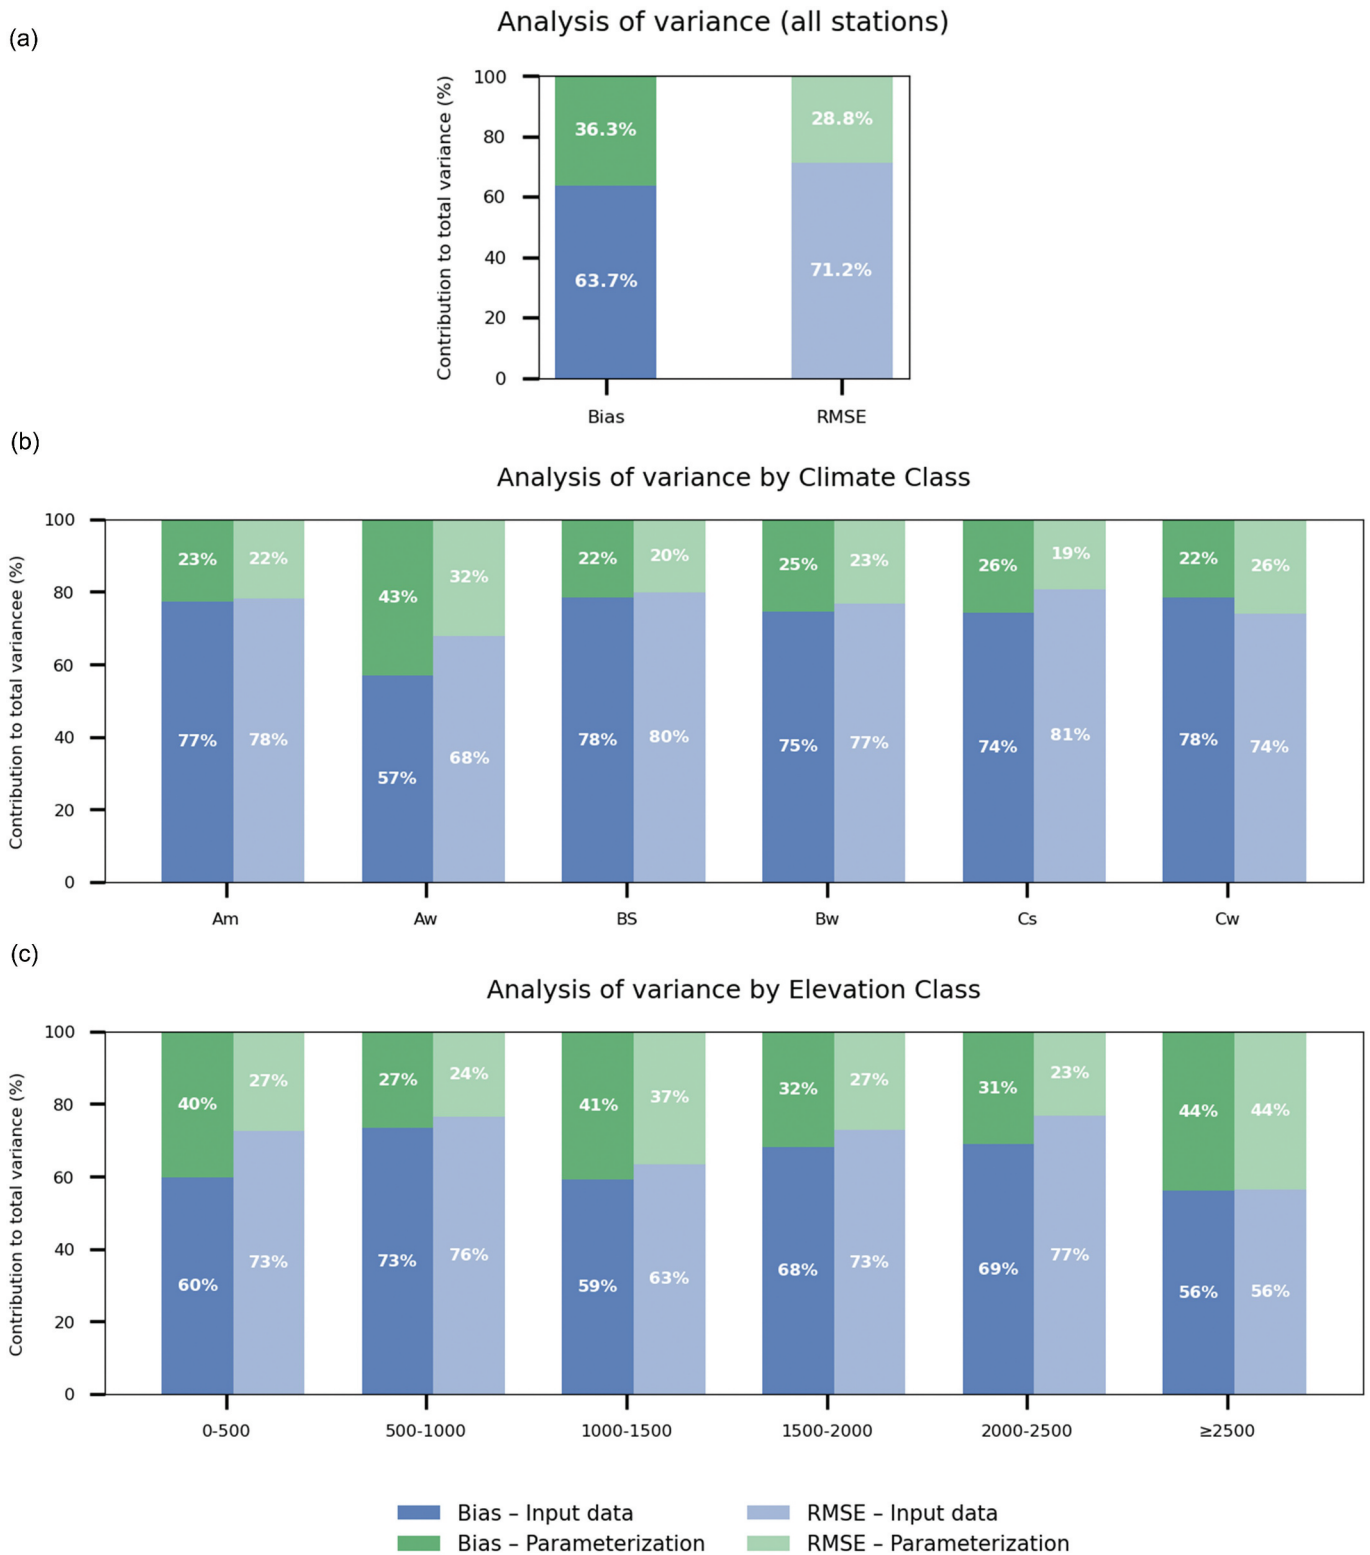 (a)
Analysis of variance (all stations)
Contribution to total variance (%)
100
80
60
40
20
0
36.3%
28.8%
63.7%
71.2%
Bias
RMSE
(b)
Analysis of variance by Climate Class
Contribution to total variancee (%)
100
80
60
40
20
0
23% 22% 43% 32% 22% 20% 25% 23% 26% 19% 22% 26%
77% 78% 57% 68% 78% 80% 75% 77% 74% 81% 78% 74%
Am Aw BS Bw Cs Cw
(c)
Analysis of variance by Elevation Class
Contribution to total variance (%)
100
80
60
40
20
0
40% 27% 27% 24% 41% 37% 32% 27% 31% 23% 44% 44%
60% 73% 73% 76% 59% 63% 68% 73% 69% 77% 56% 56%
0-500 500-1000 1000-1500 1500-2000 2000-2500 ≥2500
Bias – Input data
RMSE – Input data
Bias – Parameterization
RMSE – Parameterization